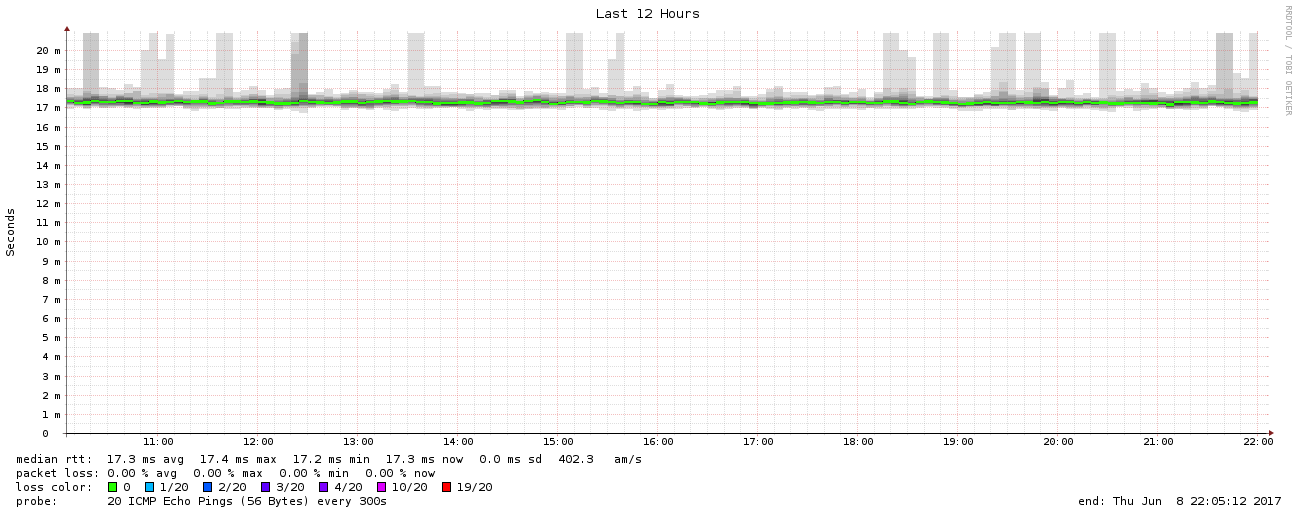 Last 12 Hours
RRDTOOL / TOBI OETIKER
Seconds
20 m
19 m
18 m
17 m
16 m
15 m
14 m
13 m
12 m
11 m
10 m
9 m
8 m
7 m
6 m
5 m
4 m
3 m
2 m
1 m
0
11:00 12:00 13:00 14:00 15:00 16:00 17:00 18:00 19:00 20:00 21:00 22:00
median rtt: 17.3 ms avg 17.4 ms max 17.2 ms min 17.3 ms now 0.0 ms sd 402.3 am/s
packet loss: 0.00 % avg 0.00 % max 0.00 % min 0.00 % now
loss color: 0 1/20 2/20 3/20 4/20 10/20 19/20
probe: 20 ICMP Echo Pings (56 Bytes) every 300s end: Thu Jun 8 22:05:12 2017